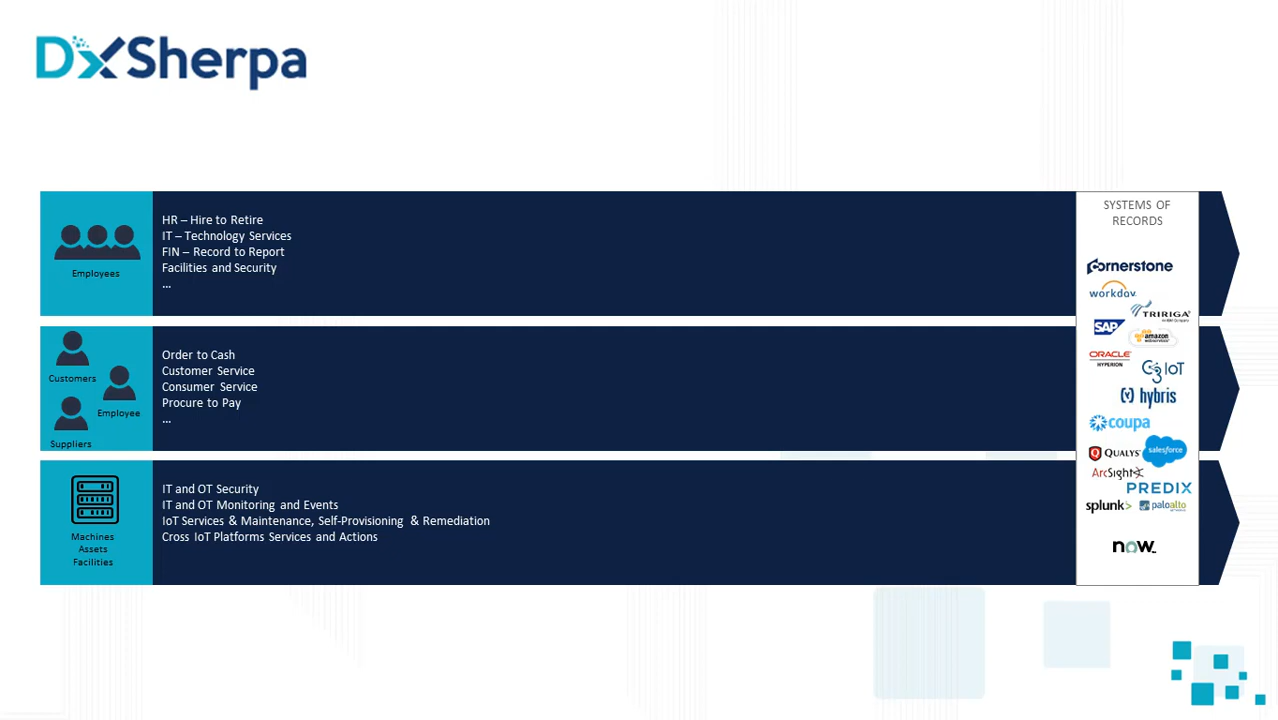 DxSherpa
Employees
HR – Hire to Retire
IT – Technology Services
FIN – Record to Report
Facilities and Security
...
Customers
Employee
Suppliers
Order to Cash
Customer Service
Consumer Service
Procure to Pay
...
Machines
Assets
Facilities
IT and OT Security
IT and OT Monitoring and Events
IoT Services & Maintenance, Self-Provisioning & Remediation
Cross IoT Platforms Services and Actions
SYSTEMS OF
RECORDS
cornerstone
workday.
TRIRIGA
SAP
amazon
webservices
ORACLE
HYPERION
C3 IoT
(y) hybris
coupa
QUALYS
salesforce
ArcSight
PREDIX
splunk>
paloalto
now